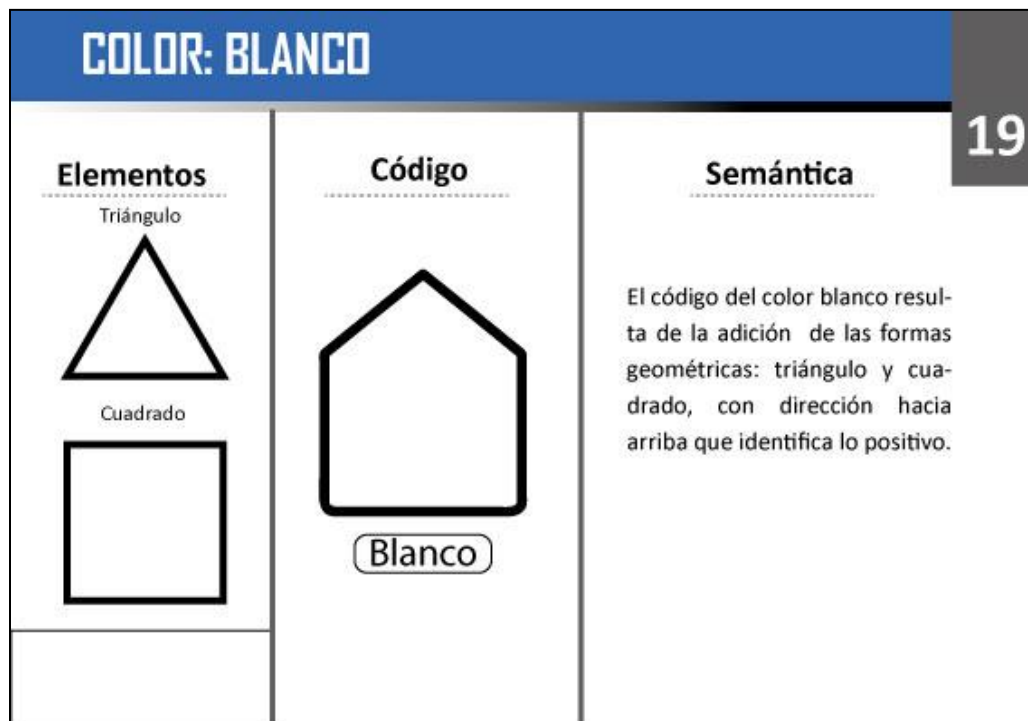 COLOR: BLANCO
19
Elementos
Triángulo
Cuadrado
Código
Blanco
Semántica
El código del color blanco resul-
ta de la adición de las formas
geométricas: triángulo y cua-
drado, con dirección hacia
arriba que identifica lo positivo.